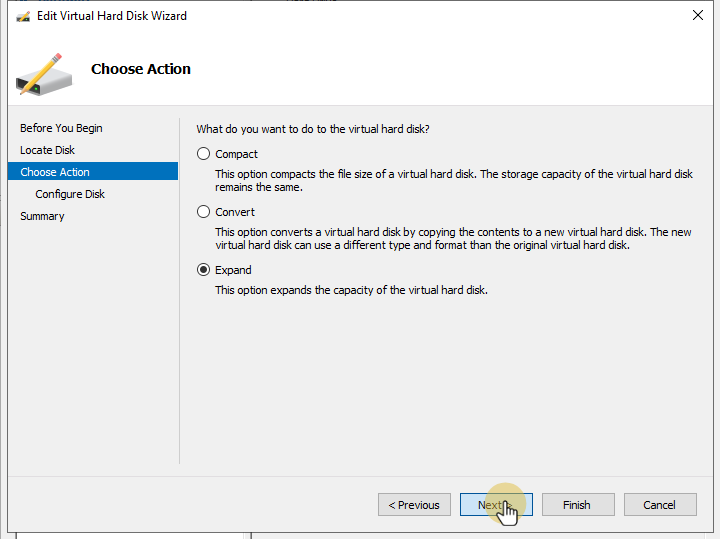 Edit Virtual Hard Disk Wizard
Choose Action
Before You Begin
Locate Disk
Choose Action
Configure Disk
Summary
What do you want to do to the virtual hard disk?
Compact
This option compacts the file size of a virtual hard disk. The storage capacity of the virtual hard disk
remains the same.
Convert
This option converts a virtual hard disk by copying the contents to a new virtual hard disk. The new
virtual hard disk can use a different type and format than the original virtual hard disk.
Expand
This option expands the capacity of the virtual hard disk.
< Previous
Next >
Finish
Cancel